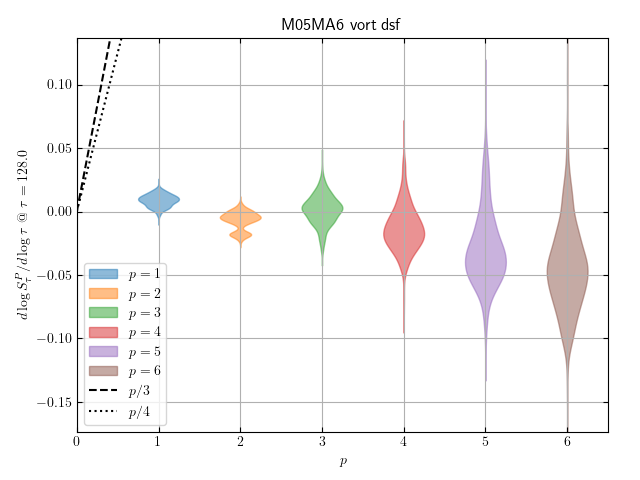 M05MA6 vort dsf
d log S_τ^P / d log τ @ τ = 128.0
0.10
0.05
0.00
−0.05
−0.10
−0.15
p = 1
p = 2
p = 3
p = 4
p = 5
p = 6
p/3
p/4
0 1 2 3 4 5 6
p